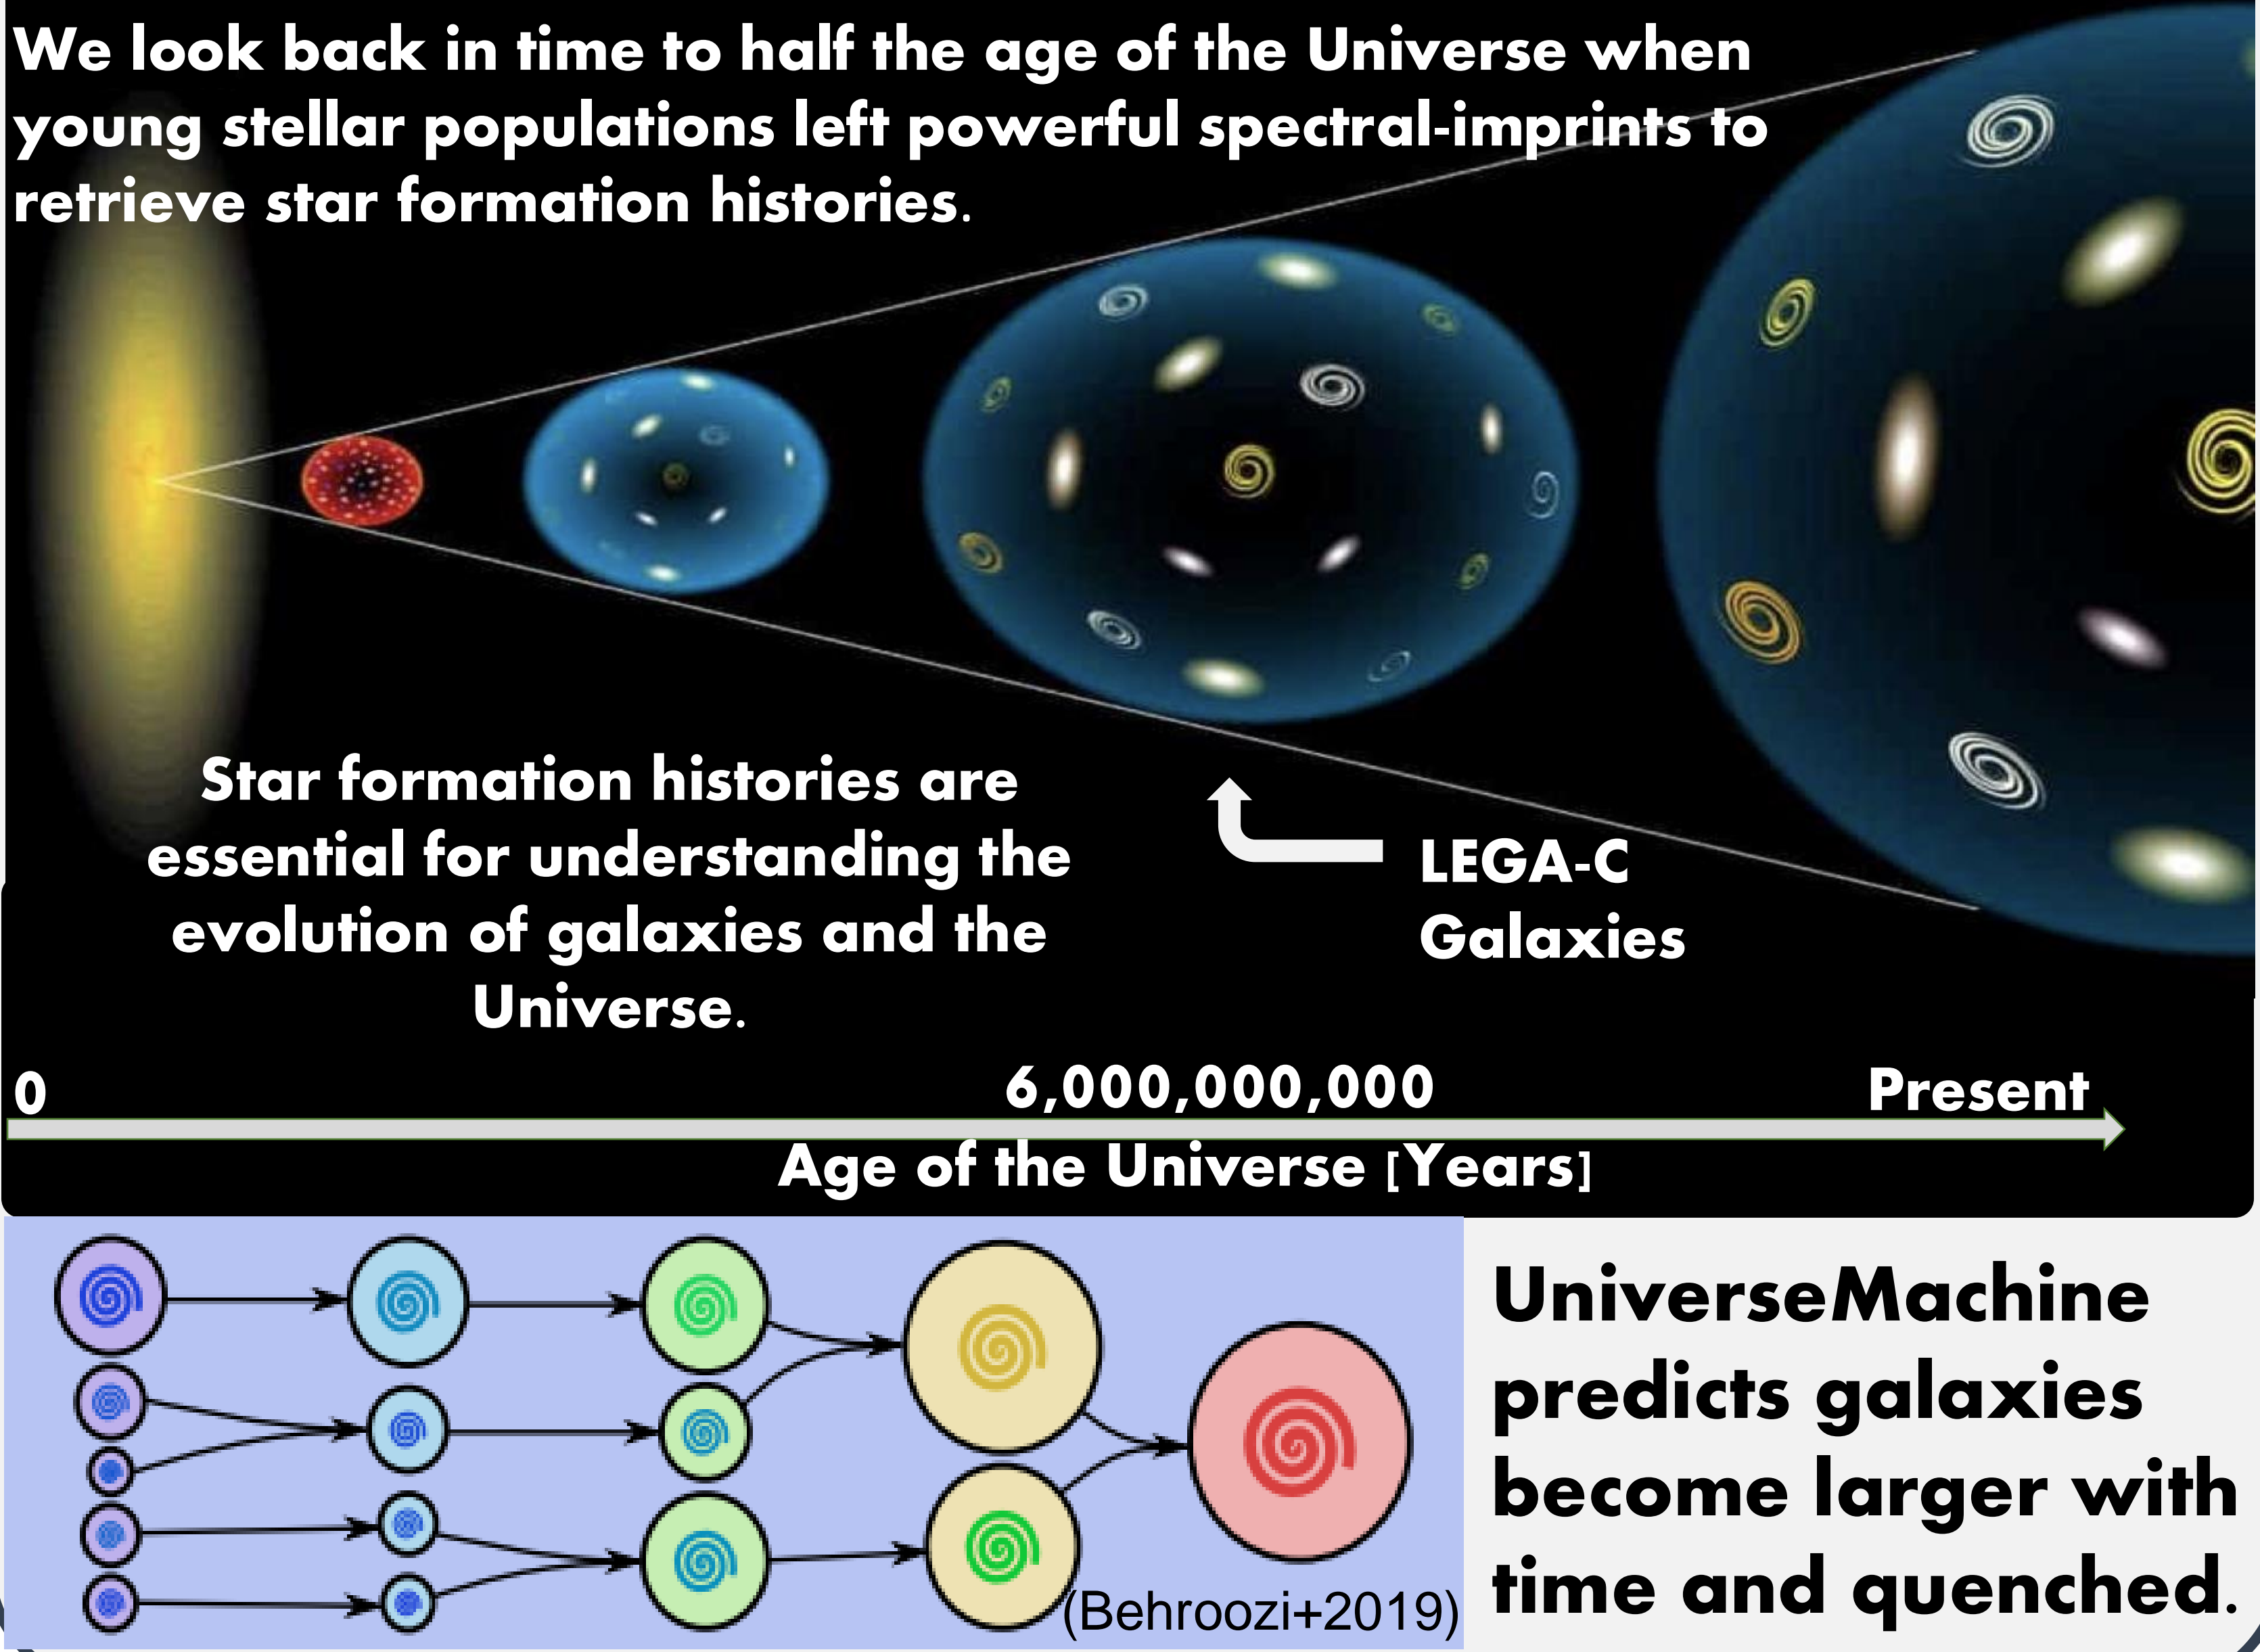 We look back in time to half the age of the Universe when
young stellar populations left powerful spectral-imprints to
retrieve star formation histories.
Star formation histories are
essential for understanding the
evolution of galaxies and the
Universe.
LEGA-C
Galaxies
0
6,000,000,000
Present
Age of the Universe [Years]
(Behroozi+2019)
UniverseMachine
predicts galaxies
become larger with
time and quenched.